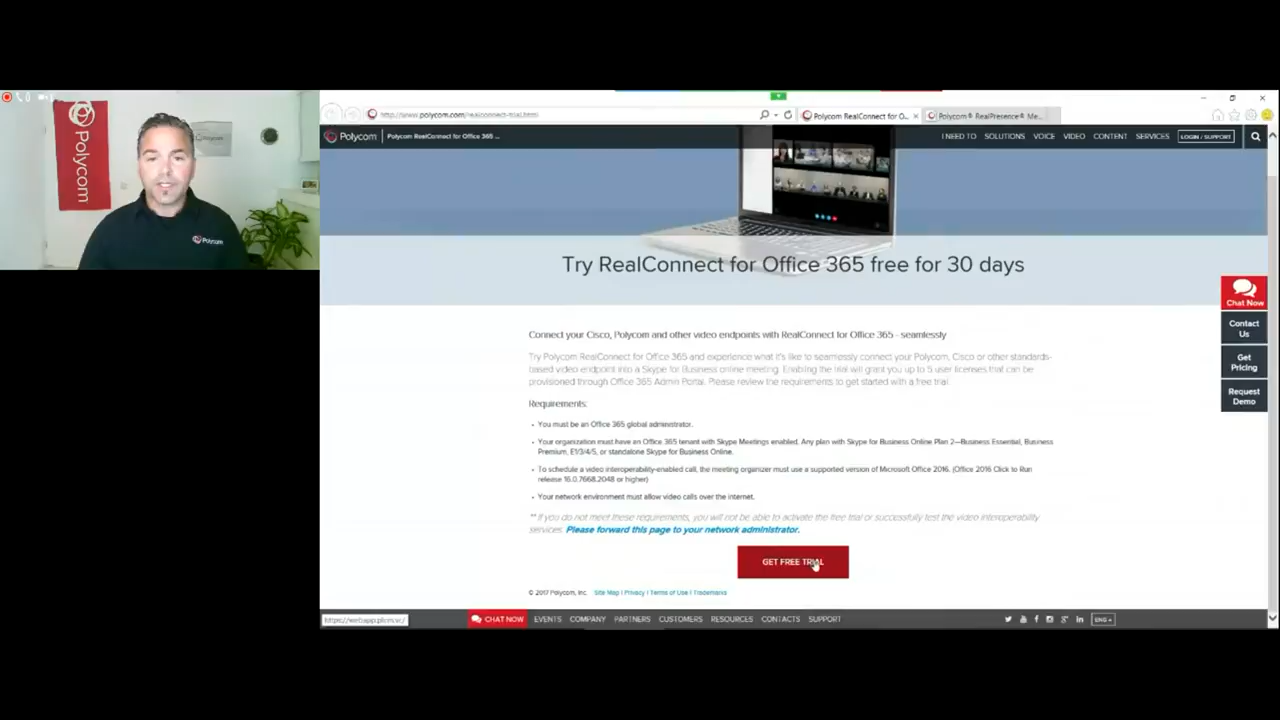 Polycom
Polycom
Polycom
http://www.polycom.com/realconnect-trial.html
Polycom RealConnect for O...
Polycom® RealPresence® Me...
Polycom
Polycom RealConnect for Office 365 ...
I NEED TO SOLUTIONS VOICE VIDEO CONTENT SERVICES LOGIN / SUPPORT
Try RealConnect for Office 365 free for 30 days
Connect your Cisco, Polycom and other video endpoints with RealConnect for Office 365 - seamlessly
Try Polycom RealConnect for Office 365 and experience what it's like to seamlessly connect your Polycom, Cisco or other standards-
based video endpoint into a Skype for Business online meeting. Enabling the trial will grant you up to 5 user licenses that can be
provisioned through Office 365 Admin Portal. Please review the requirements to get started with a free trial.
Requirements:
• You must be an Office 365 global administrator.
• Your organization must have an Office 365 tenant with Skype Meetings enabled. Any plan with Skype for Business Online Plan 2—Business Essential, Business
Premium, E1/3/4/5, or standalone Skype for Business Online.
• To schedule a video interoperability-enabled call, the meeting organizer must use a supported version of Microsoft Office 2016. (Office 2016 Click to Run
release 16.0.7668.2048 or higher)
• Your network environment must allow video calls over the internet.
** If you do not meet these requirements, you will not be able to activate the free trial or successfully test the video interoperability
services. Please forward this page to your network administrator.
GET FREE TRIAL
© 2017 Polycom, Inc. Site Map | Privacy | Terms of Use | Trademarks
Chat Now
Contact
Us
Get
Pricing
Request
Demo
CHAT NOW EVENTS COMPANY PARTNERS CUSTOMERS RESOURCES CONTACTS SUPPORT
ENG